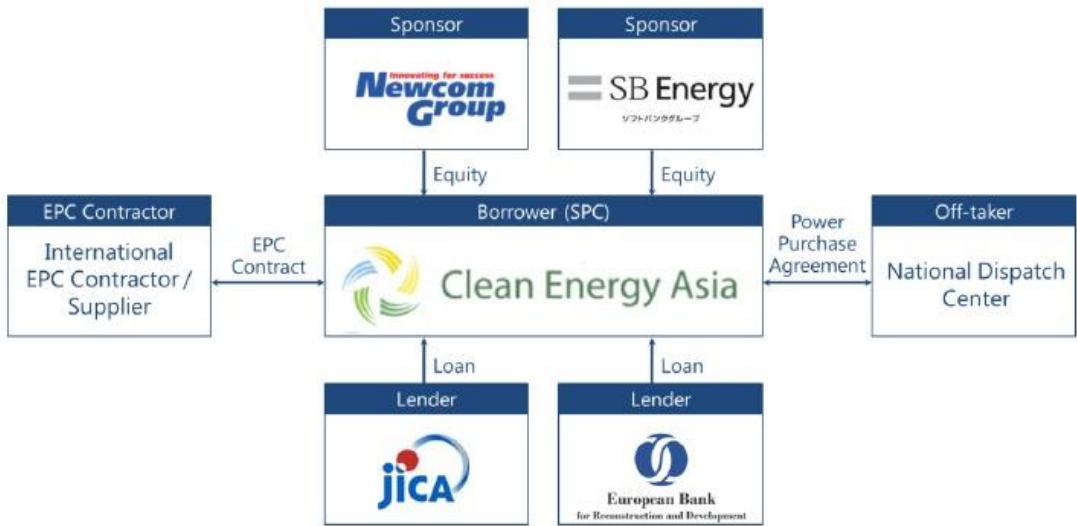 Sponsor
Innovating for success
Newcom
Group
Sponsor
SB Energy
ソフトバンクグループ
Equity
Equity
EPC Contractor
International
EPC Contractor /
Supplier
EPC
Contract
Borrower (SPC)
Clean Energy Asia
Power
Purchase
Agreement
Off-taker
National Dispatch
Center
Loan
Loan
Lender
jICA
Lender
European Bank
for Reconstruction and Development